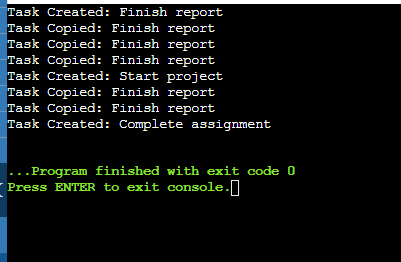 Task Created: Finish report
Task Copied: Finish report
Task Copied: Finish report
Task Copied: Finish report
Task Created: Start project
Task Copied: Finish report
Task Copied: Finish report
Task Created: Complete assignment
...Program finished with exit code 0
Press ENTER to exit console.